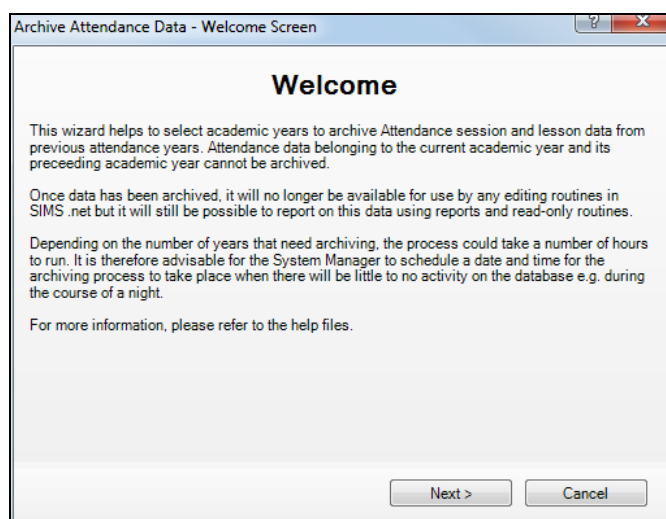 Archive Attendance Data - Welcome Screen
Welcome
This wizard helps to select academic years to archive Attendance session and lesson data from
previous attendance years. Attendance data belonging to the current academic year and its
preceeding academic year cannot be archived.
Once data has been archived, it will no longer be available for use by any editing routines in
SIMS .net but it will still be possible to report on this data using reports and read-only routines.
Depending on the number of years that need archiving, the process could take a number of hours
to run. It is therefore advisable for the System Manager to schedule a date and time for the
archiving process to take place when there will be little to no activity on the database e.g. during
the course of a night.
For more information, please refer to the help files.
Next >
Cancel